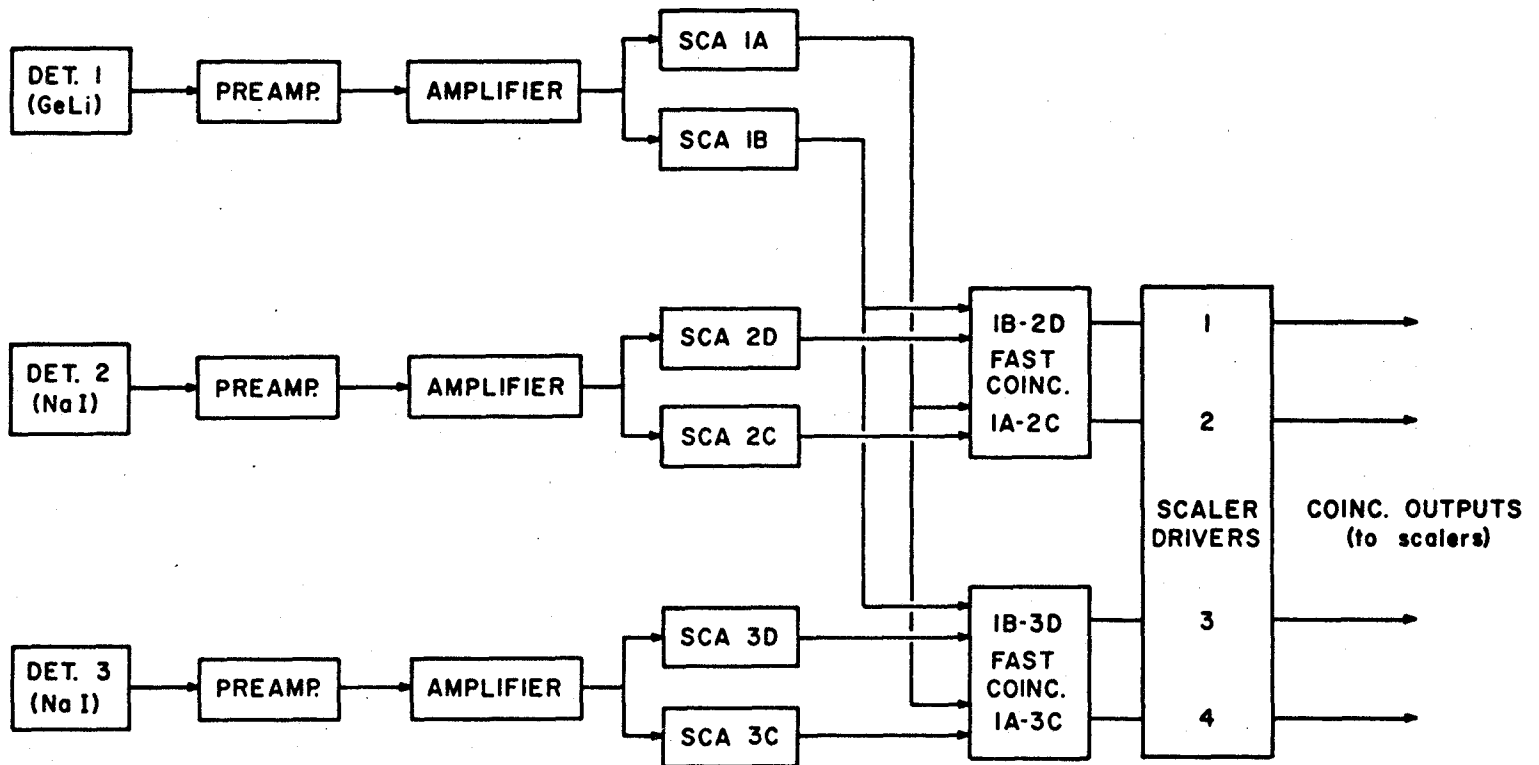 DET. 1
(GeLi)
PREAMP.
AMPLIFIER
SCA 1A
SCA 1B
DET. 2
(NaI)
PREAMP.
AMPLIFIER
SCA 2D
SCA 2C
1B-2D
FAST
COINC.
1A-2C
DET. 3
(NaI)
PREAMP.
AMPLIFIER
SCA 3D
SCA 3C
1B-3D
FAST
COINC.
1A-3C
1
2
SCALER
DRIVERS
3
4
COINC. OUTPUTS
(to scalers)